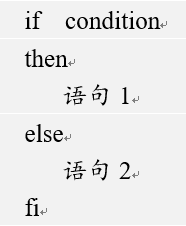 if condition
then
语句 1
else
语句 2
fi